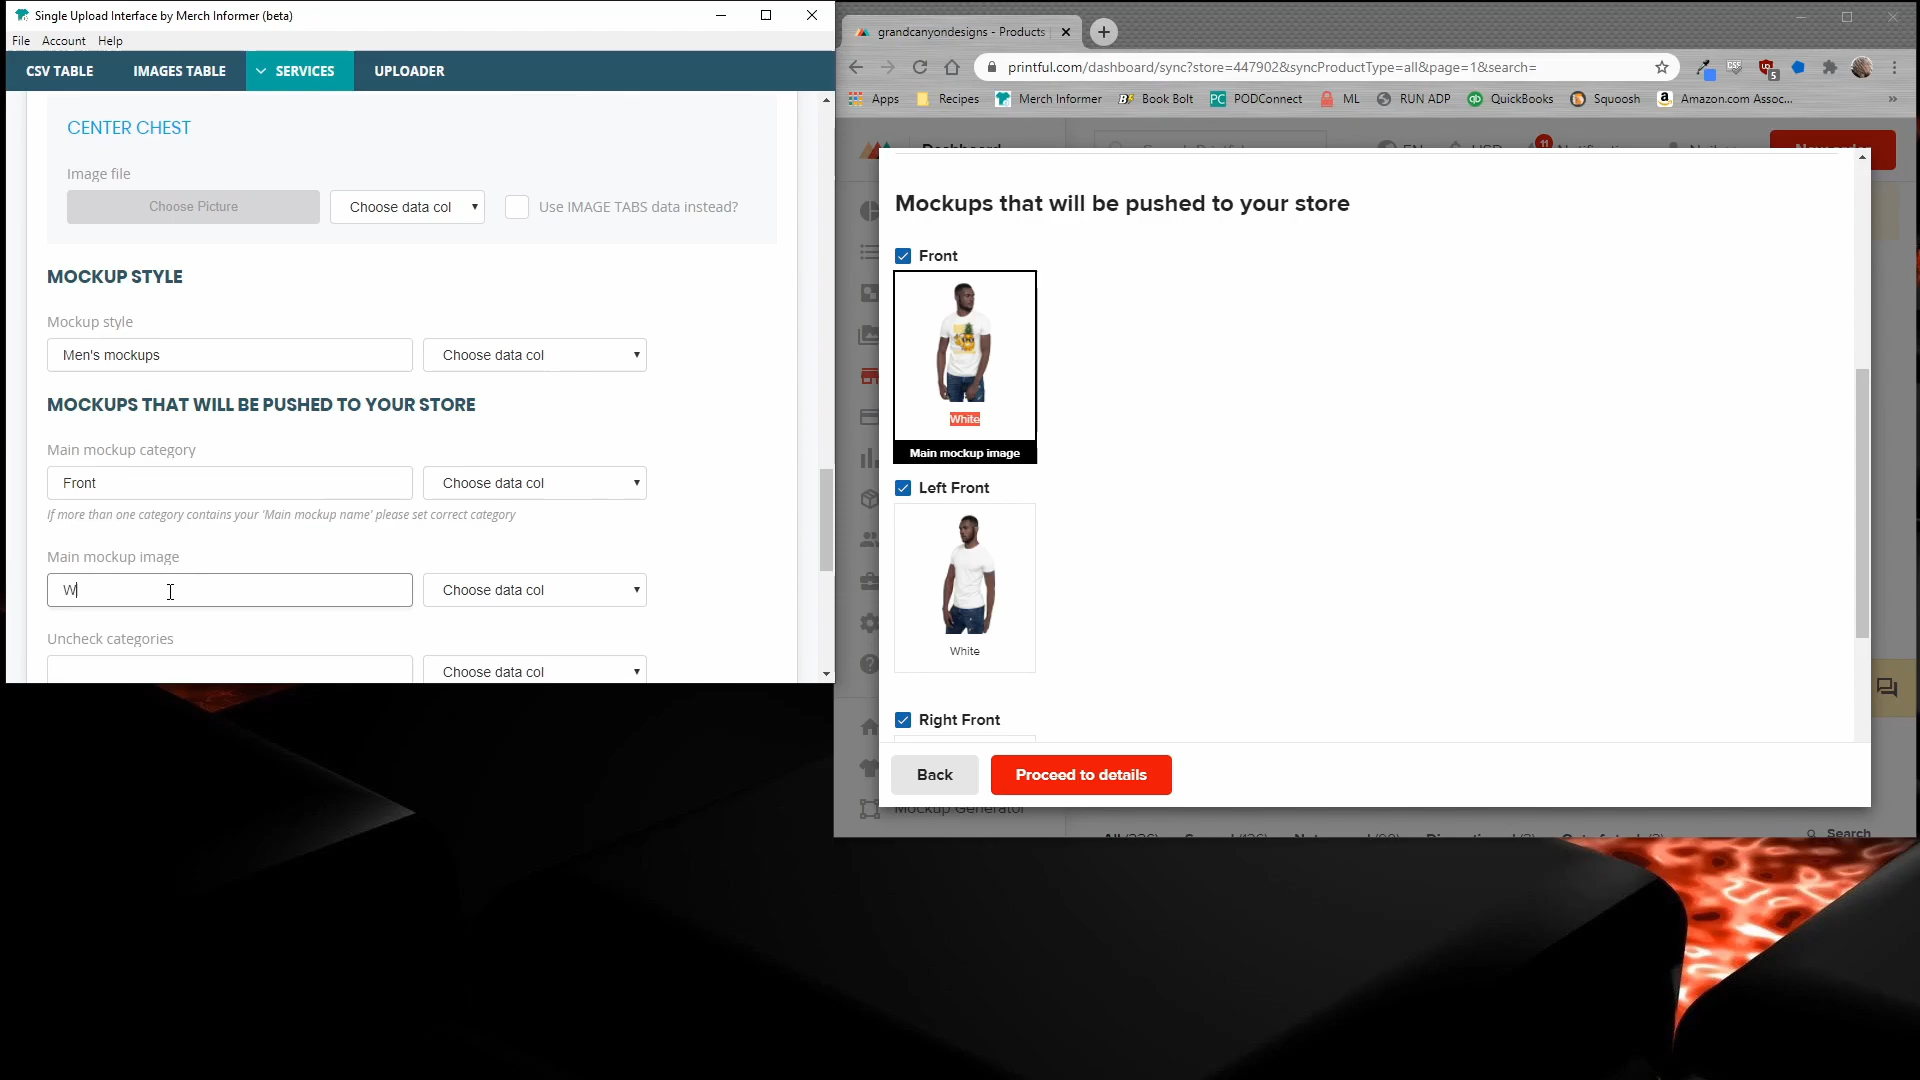 Single Upload Interface by Merch Informer (beta)
File Account Help
CSV TABLE IMAGES TABLE SERVICES UPLOADER
CENTER CHEST
Image file
Choose Picture Choose data col Use IMAGE TABS data instead?
MOCKUP STYLE
Mockup style
Men's mockups Choose data col
MOCKUPS THAT WILL BE PUSHED TO YOUR STORE
Main mockup category
Front Choose data col
If more than one category contains your 'Main mockup name' please set correct category
Main mockup image
W Choose data col
Uncheck categories
Choose data col
grandcanyondesigns - Products
printful.com/dashboard/sync?store=447902&syncProductType=all&page=1&search=
Apps Recipes Merch Informer Book Bolt PODConnect ML RUN ADP QuickBooks Squoosh Amazon.com Assoc...
Mockups that will be pushed to your store
Front
White
Main mockup image
Left Front
White
Right Front
Back Proceed to details
Mockup Generator
Search